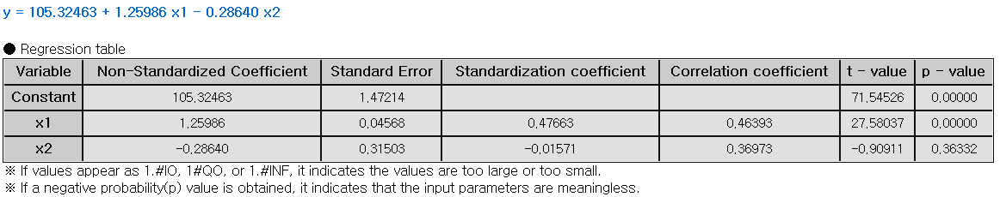 y = 105.32463 + 1.25986 x1 - 0.28640 x2
● Regression table
Variable Non-Standardized Coefficient Standard Error Standardization coefficient Correlation coefficient t - value p - value
Constant 105,32463 1,47214 71,54526 0,00000
x1 1,25986 0,04568 0,47663 0,46393 27,58037 0,00000
x2 -0,28640 0,31503 -0,01571 0,36973 -0,90911 0,36332
※ If values appear as 1.#IO, 1#QO, or 1.#INF, it indicates the values are too large or too small.
※ If a negative probability(p) value is obtained, it indicates that the input parameters are meaningless.